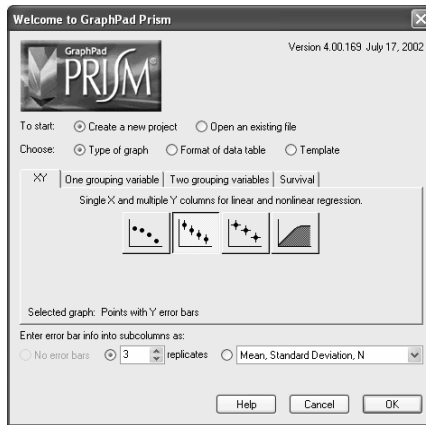 Welcome to GraphPad Prism
Version 4.00.169 July 17, 2002
GraphPad
PRISM®
To start: Create a new project Open an existing file
Choose: Type of graph Format of data table Template
XY One grouping variable Two grouping variables Survival
Single X and multiple Y columns for linear and nonlinear regression.
Selected graph: Points with Y error bars
Enter error bar info into subcolumns as:
No error bars 3 replicates Mean, Standard Deviation, N
Help Cancel OK